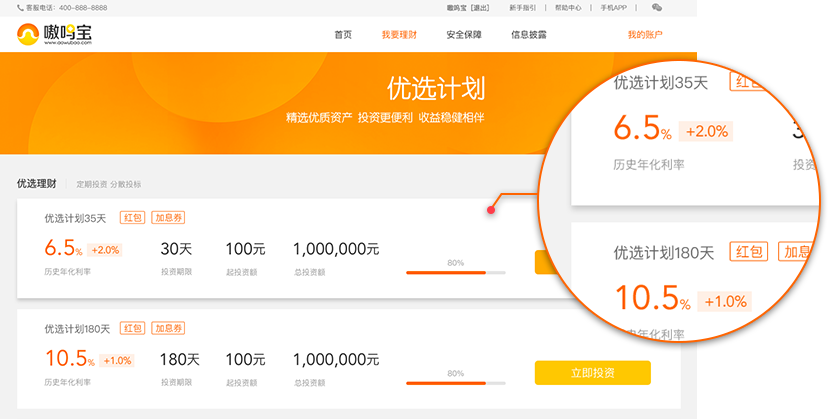 客服电话：400-888-8888
嗷呜宝 [退出] 新手指引 | 帮助中心 | 手机APP |
嗷呜宝
www.aowubao.com
首页 我要理财 安全保障 信息披露 我的账户
优选计划
精选优质资产 投资更便利 收益稳健相伴
优选理财 定期投资 分散投标
优选计划35天 红包 加息券
6.5% +2.0% 30天 100元 1,000,000元 80%
历史年化利率 投资期限 起投资额 总投资额
优选计划180天 红包 加息券
10.5% +1.0% 180天 100元 1,000,000元 80% 立即投资
历史年化利率 投资期限 起投资额 总投资额
优选计划35天 红包
6.5% +2.0%
历史年化利率 投资
优选计划180天 红包 加息
10.5% +1.0%
历史年化利率